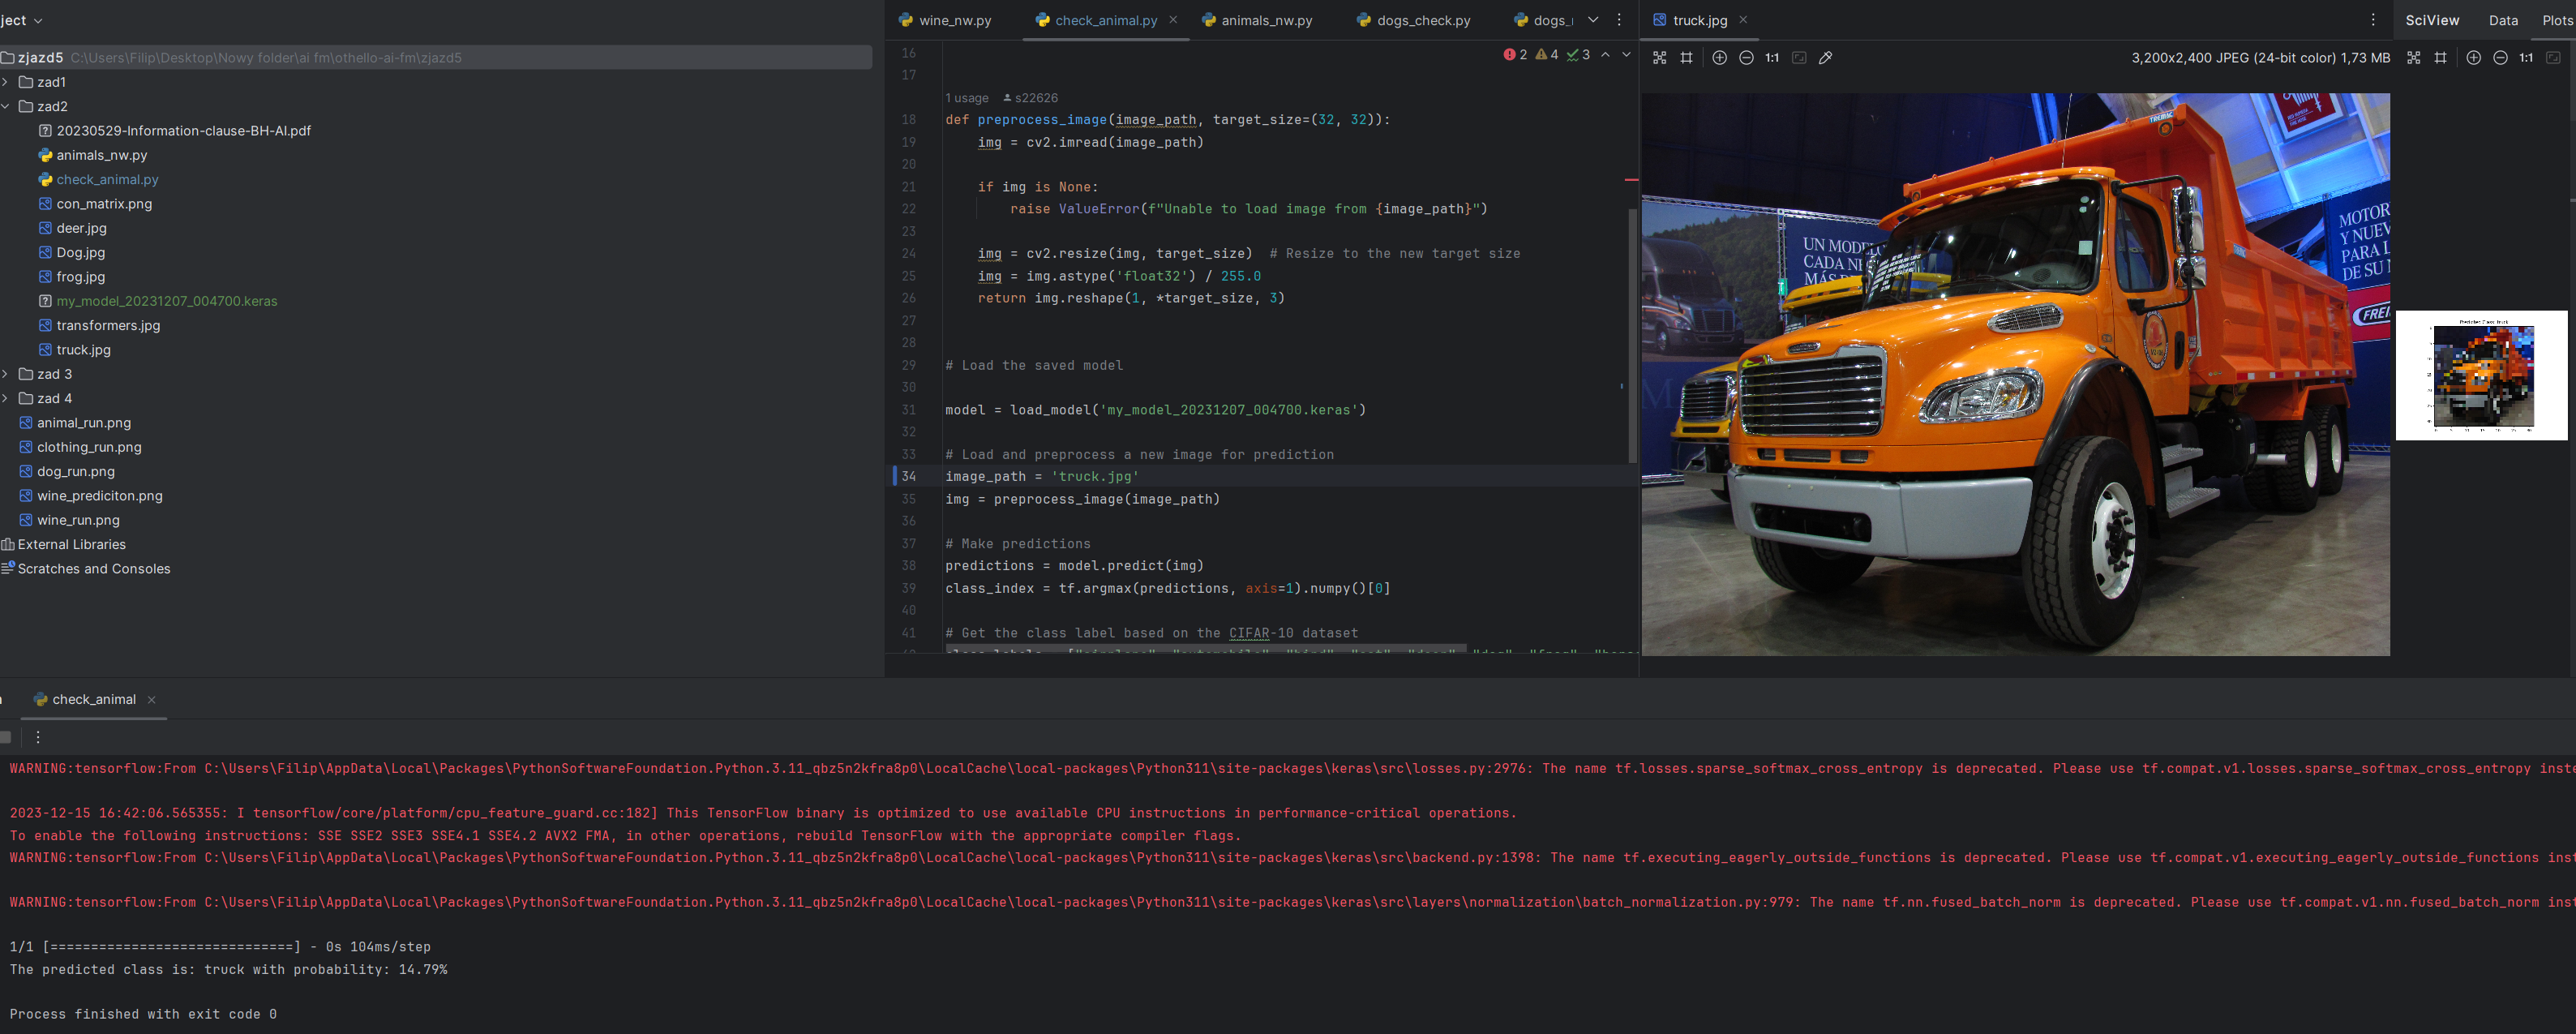 ject
zjazd5 C:\Users\Filip\Desktop\Nowy folder\ai fm\othello-ai-fm\zjazd5
zad1
zad2
20230529-Information-clause-BH-AI.pdf
animals_nw.py
check_animal.py
con_matrix.png
deer.jpg
Dog.jpg
frog.jpg
my_model_20231207_004700.keras
transformers.jpg
truck.jpg
zad 3
zad 4
animal_run.png
clothing_run.png
dog_run.png
wine_prediciton.png
wine_run.png
External Libraries
Scratches and Consoles
wine_nw.py check_animal.py animals_nw.py dogs_check.py dogs_
2 4 3
16
17
1 usage s22626
18 def preprocess_image(image_path, target_size=(32, 32)):
19 img = cv2.imread(image_path)
20
21 if img is None:
22 raise ValueError(f"Unable to load image from {image_path}")
23
24 img = cv2.resize(img, target_size) # Resize to the new target size
25 img = img.astype('float32') / 255.0
26 return img.reshape(1, *target_size, 3)
27
28
29 # Load the saved model
30
31 model = load_model('my_model_20231207_004700.keras')
32
33 # Load and preprocess a new image for prediction
34 image_path = 'truck.jpg'
35 img = preprocess_image(image_path)
36
37 # Make predictions
38 predictions = model.predict(img)
39 class_index = tf.argmax(predictions, axis=1).numpy()[0]
40
41 # Get the class label based on the CIFAR-10 dataset
truck.jpg
1:1 3,200x2,400 JPEG (24-bit color) 1,73 MB
UN MODEL
CADA NE
MÁS
MOTOR
Y NUEV
PARA L
DE SU
FREI
SciView Data Plots
1:1
Predicted Class: truck
check_animal
WARNING:tensorflow:From C:\Users\Filip\AppData\Local\Packages\PythonSoftwareFoundation.Python.3.11_qbz5n2kfra8p0\LocalCache\local-packages\Python311\site-packages\keras\src\losses.py:2976: The name tf.losses.sparse_softmax_cross_entropy is deprecated. Please use tf.compat.v1.losses.sparse_softmax_cross_entropy inste
2023-12-15 16:42:06.565355: I tensorflow/core/platform/cpu_feature_guard.cc:182] This TensorFlow binary is optimized to use available CPU instructions in performance-critical operations.
To enable the following instructions: SSE SSE2 SSE3 SSE4.1 SSE4.2 AVX2 FMA, in other operations, rebuild TensorFlow with the appropriate compiler flags.
WARNING:tensorflow:From C:\Users\Filip\AppData\Local\Packages\PythonSoftwareFoundation.Python.3.11_qbz5n2kfra8p0\LocalCache\local-packages\Python311\site-packages\keras\src\backend.py:1398: The name tf.executing_eagerly_outside_functions is deprecated. Please use tf.compat.v1.executing_eagerly_outside_functions inst
WARNING:tensorflow:From C:\Users\Filip\AppData\Local\Packages\PythonSoftwareFoundation.Python.3.11_qbz5n2kfra8p0\LocalCache\local-packages\Python311\site-packages\keras\src\layers\normalization\batch_normalization.py:979: The name tf.nn.fused_batch_norm is deprecated. Please use tf.compat.v1.nn.fused_batch_norm inst
1/1 [==============================] - 0s 104ms/step
The predicted class is: truck with probability: 14.79%
Process finished with exit code 0